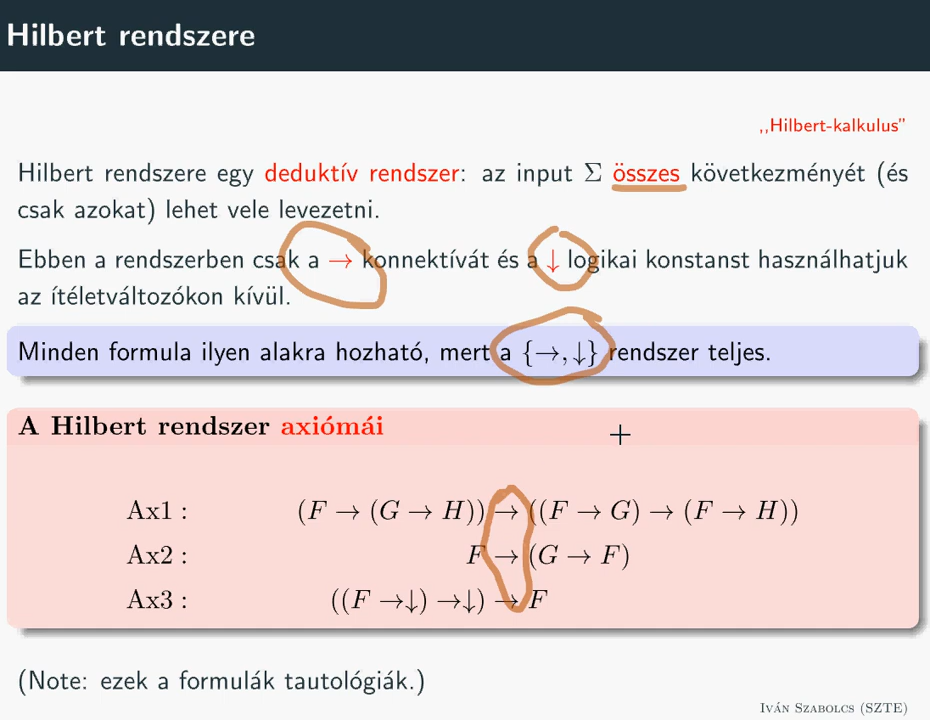 Hilbert rendszere
,,Hilbert-kalkulus"
Hilbert rendszere egy deduktív rendszer: az input Σ összes következményét (és
csak azokat) lehet vele levezetni.
Ebben a rendszerben csak a → konnektívát és a ↓ logikai konstanst használhatjuk
az ítéletváltozókon kívül.
Minden formula ilyen alakra hozható, mert a {→,↓} rendszer teljes.
A Hilbert rendszer axiómái
Ax1 : (F → (G → H)) → ((F → G) → (F → H))
Ax2 : F → (G → F)
Ax3 : ((F →↓) →↓) → F
(Note: ezek a formulák tautológiák.)
Iván Szabolcs (SZTE)